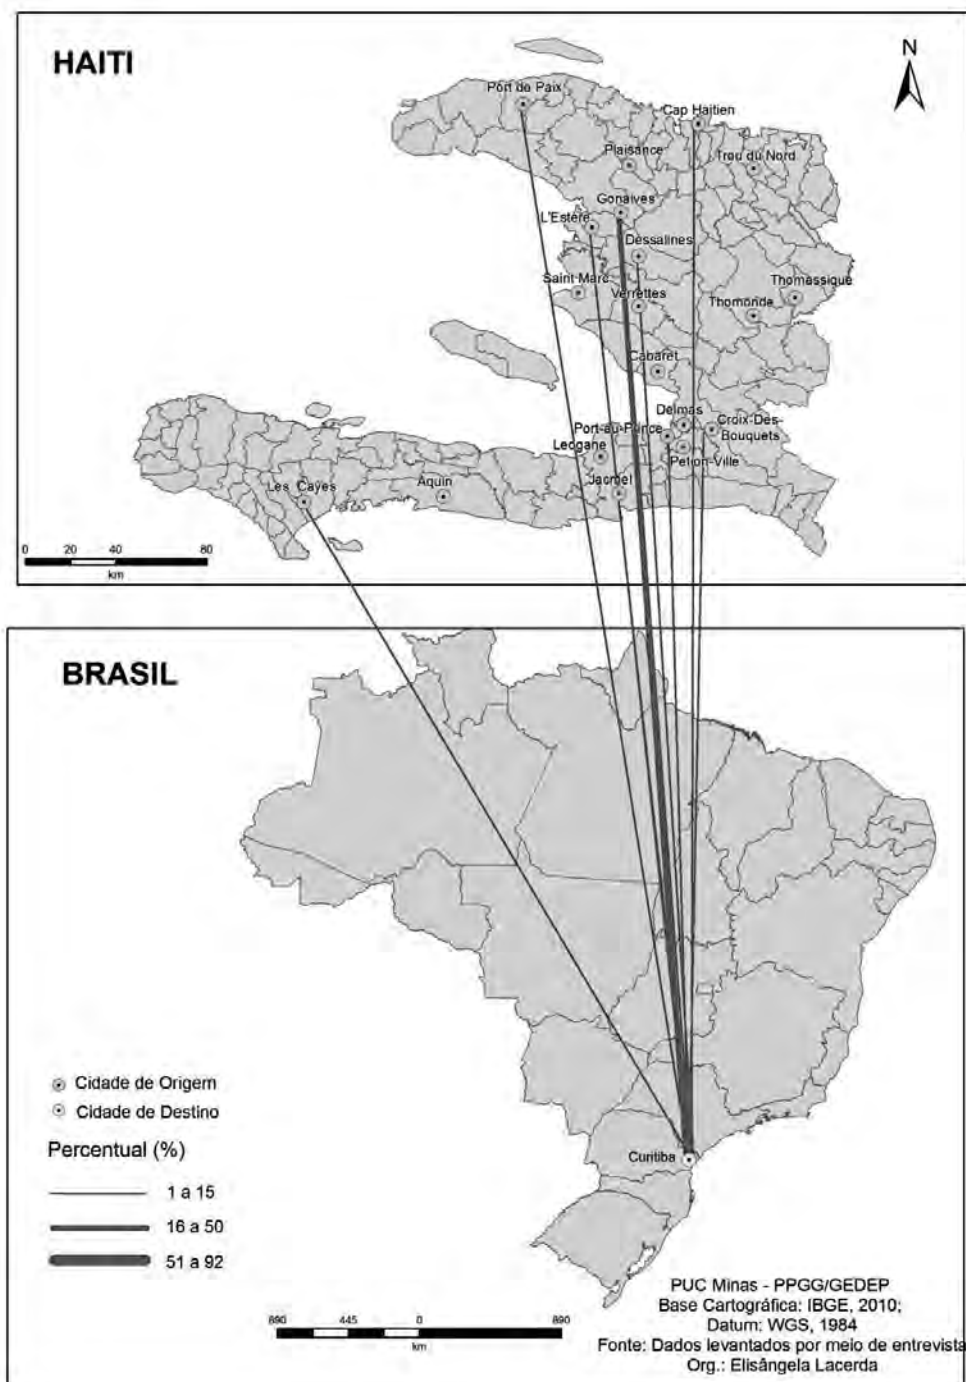 HAITI
N
Port de Paix
Cap Haitien
Plaisance
Trou du Nord
Gonaives
L'Estere
Dessalines
Saint Marc
Verrettes
Thomassique
Thomonde
Cabaret
Delmas
Port-au-Prince
Croix-Des-
Bouquets
Leogane
Petion-Ville
Jacmel
Les Cayes
Aquin
0 20 40 80
km
BRASIL
Cidade de Origem
Cidade de Destino
Percentual (%)
1 a 15
16 a 50
51 a 92
Curitiba
890 445 0 890
km
PUC Minas - PPGG/GEDEP
Base Cartográfica: IBGE, 2010;
Datum: WGS, 1984
Fonte: Dados levantados por meio de entrevista
Org.: Elisângela Lacerda